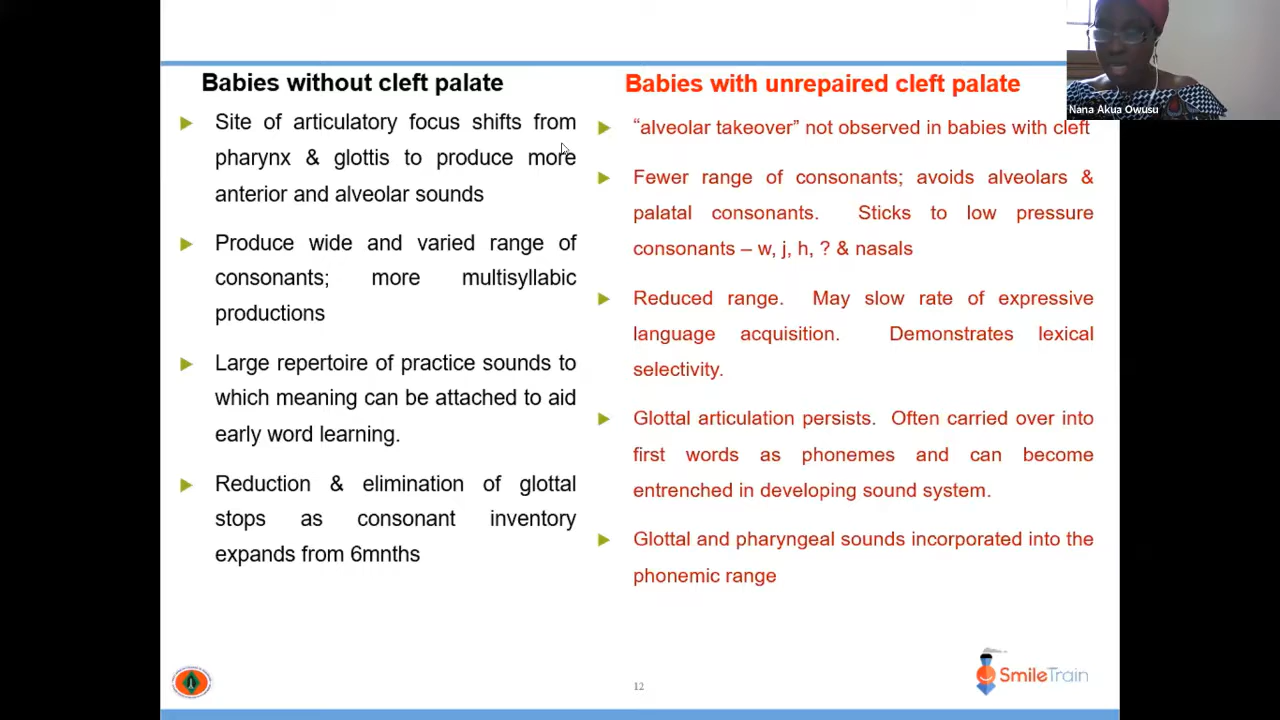 Babies without cleft palate
Site of articulatory focus shifts from
pharynx & glottis to produce more
anterior and alveolar sounds
Produce wide and varied range of
consonants; more multisyllabic
productions
Large repertoire of practice sounds to
which meaning can be attached to aid
early word learning.
Reduction & elimination of glottal
stops as consonant inventory
expands from 6mnths
Babies with unrepaired cleft palate
“alveolar takeover” not observed in babies with cleft
Fewer range of consonants; avoids alveolars &
palatal consonants. Sticks to low pressure
consonants – w, j, h, ? & nasals
Reduced range. May slow rate of expressive
language acquisition. Demonstrates lexical
selectivity.
Glottal articulation persists. Often carried over into
first words as phonemes and can become
entrenched in developing sound system.
Glottal and pharyngeal sounds incorporated into the
phonemic range
Nana Akua Owusu
12
SmileTrain